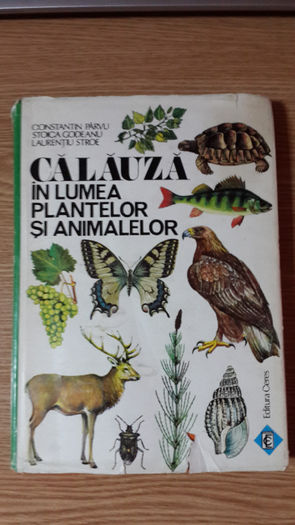 CONSTANTIN PÂRVU
STOICA GODEANU
LAURENȚIU STROE
CĂLĂUZĂ
ÎN LUMEA
PLANTELOR
ȘI ANIMALELOR
Editura Ceres